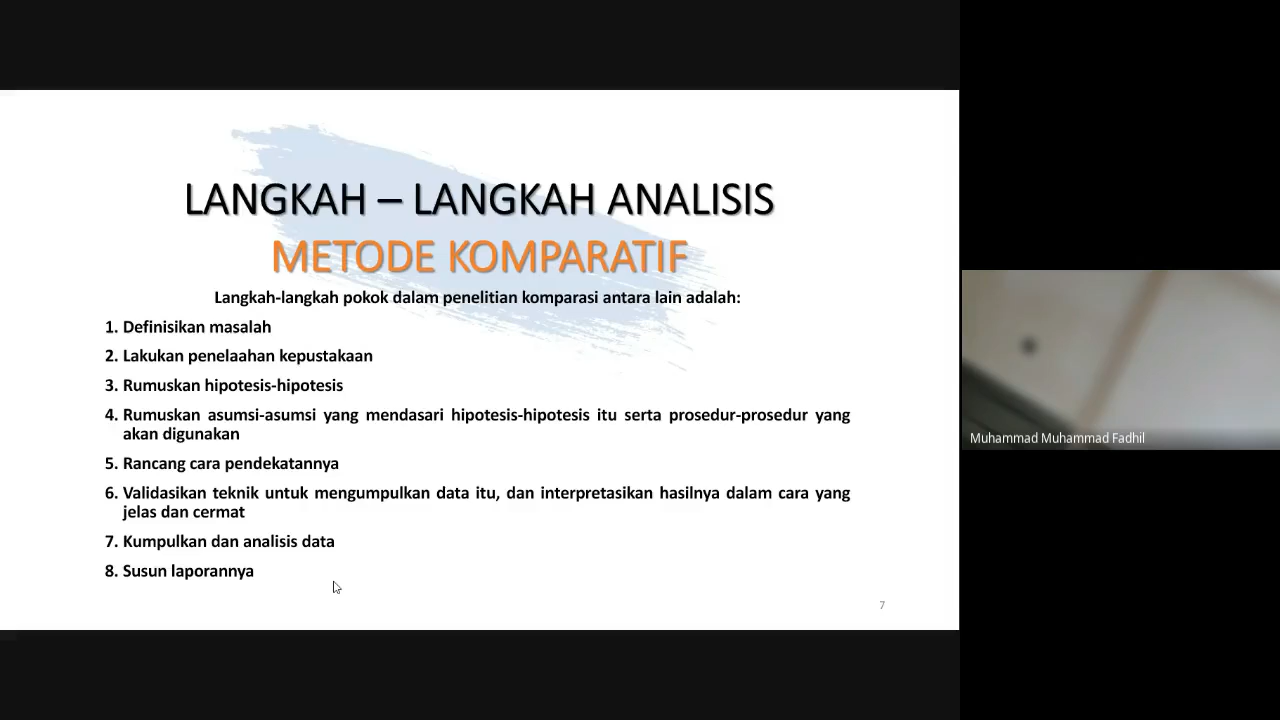 LANGKAH – LANGKAH ANALISIS
METODE KOMPARATIF
Langkah-langkah pokok dalam penelitian komparasi antara lain adalah:
1. Definisikan masalah
2. Lakukan penelaahan kepustakaan
3. Rumuskan hipotesis-hipotesis
4. Rumuskan asumsi-asumsi yang mendasari hipotesis-hipotesis itu serta prosedur-prosedur yang
akan digunakan
5. Rancang cara pendekatannya
6. Validasikan teknik untuk mengumpulkan data itu, dan interpretasikan hasilnya dalam cara yang
jelas dan cermat
7. Kumpulkan dan analisis data
8. Susun laporannya
7
Muhammad Muhammad Fadhil